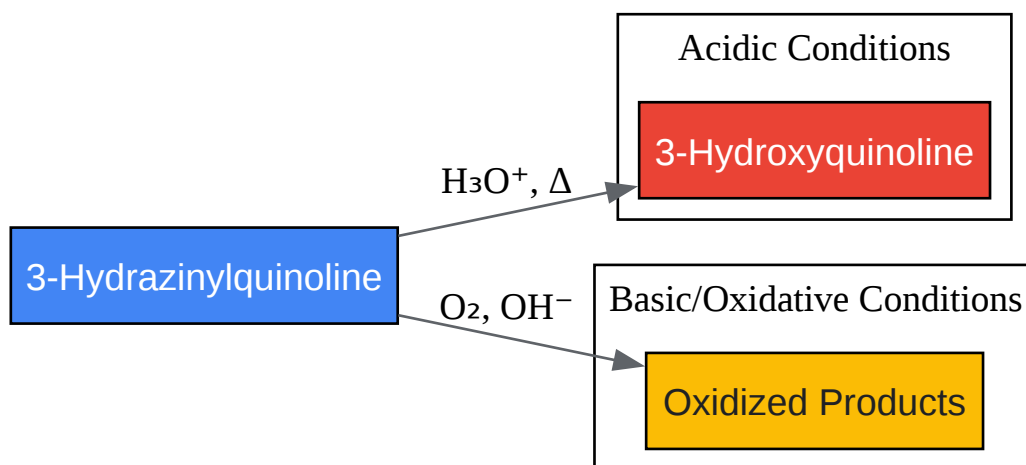 Acidic Conditions
3-Hydroxyquinoline
H₃O⁺, Δ
3-Hydrazinylquinoline
O₂, OH⁻
Basic/Oxidative Conditions
Oxidized Products